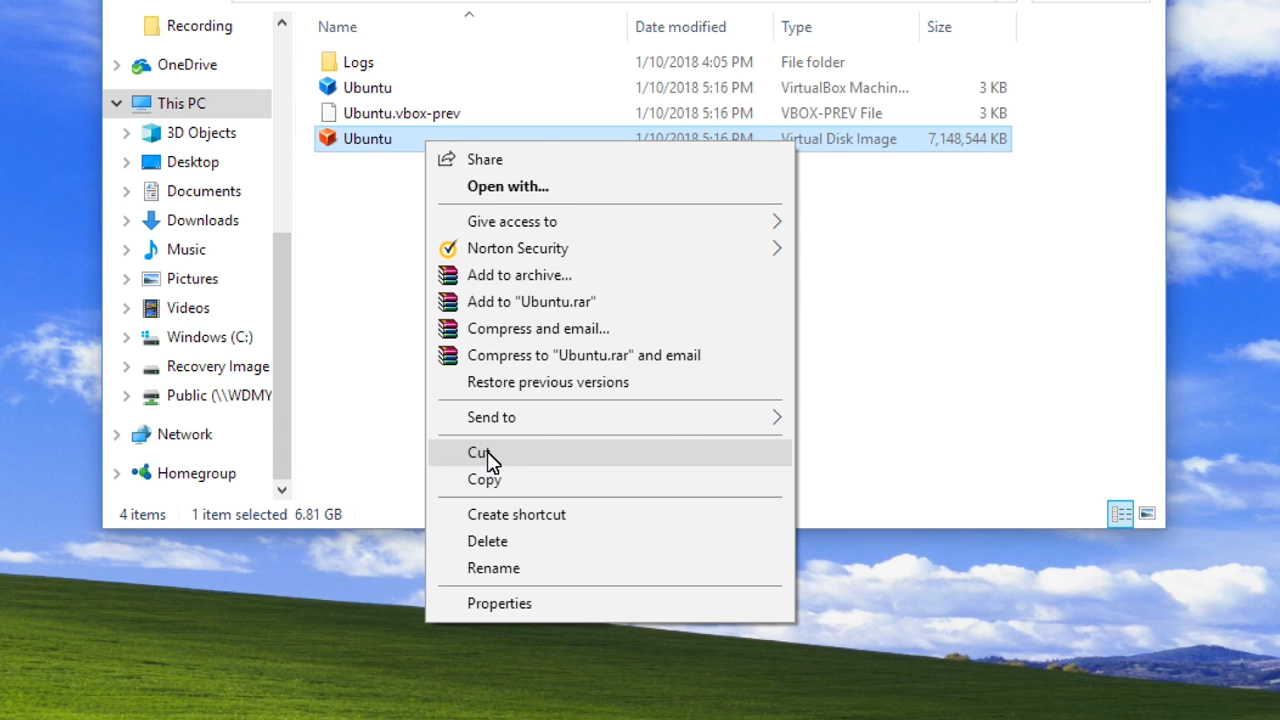 Recording
OneDrive
This PC
3D Objects
Desktop
Documents
Downloads
Music
Pictures
Videos
Windows (C:)
Recovery Image
Public (\\WDMY
Network
Homegroup
Name Date modified Type Size
Logs 1/10/2018 4:05 PM File folder
Ubuntu 1/10/2018 5:16 PM VirtualBox Machin... 3 KB
Ubuntu.vbox-prev 1/10/2018 5:16 PM VBOX-PREV File 3 KB
Ubuntu 1/10/2018 5:16 PM Virtual Disk Image 7,148,544 KB
Share
Open with...
Give access to
Norton Security
Add to archive...
Add to "Ubuntu.rar"
Compress and email...
Compress to "Ubuntu.rar" and email
Restore previous versions
Send to
Cut
Copy
Create shortcut
Delete
Rename
Properties
4 items 1 item selected 6.81 GB